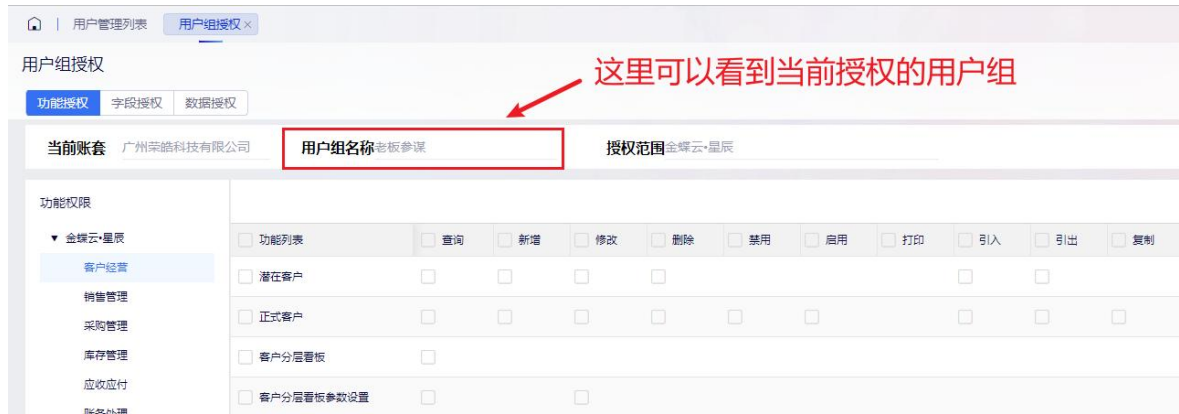 用户管理列表 用户组授权 ×
用户组授权
这里可以看到当前授权的用户组
功能授权 字段授权 数据授权
当前账套 广州荣皓科技有限公司 用户组名称 老板参谋 授权范围 金蝶云•星辰
功能权限
金蝶云•星辰
功能列表 查询 新增 修改 删除 禁用 启用 打印 引入 引出 复制
客户经营
潜在客户
销售管理
正式客户
采购管理
库存管理
客户分层看板
应收应付
客户分层看板参数设置
账务处理